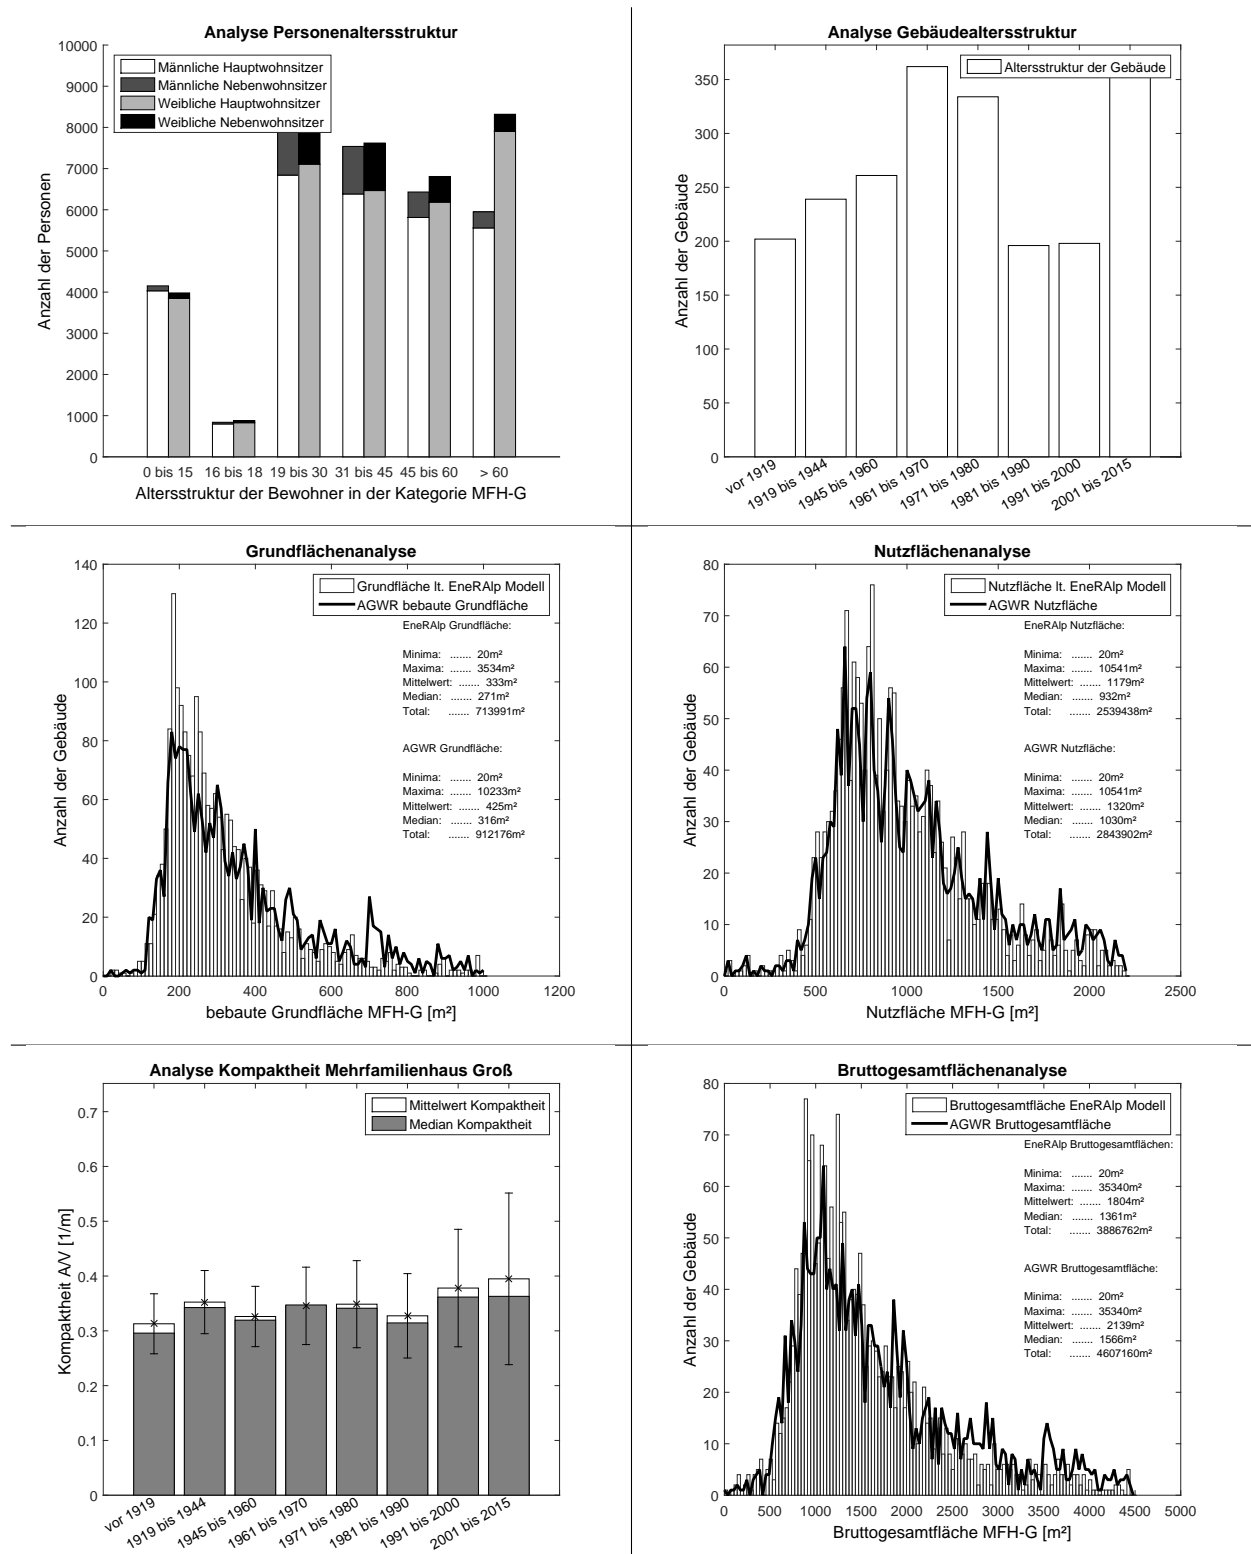 Analyse Personenaltersstruktur
10000
9000
8000
7000
6000
5000
4000
3000
2000
1000
0
Anzahl der Personen
Männliche Hauptwohnsitzer
Männliche Nebenwohnsitzer
Weibliche Hauptwohnsitzer
Weibliche Nebenwohnsitzer
0 bis 15 16 bis 18 19 bis 30 31 bis 45 45 bis 60 > 60
Altersstruktur der Bewohner in der Kategorie MFH-G
Analyse Gebäudealtersstruktur
350
300
250
200
150
100
50
0
Anzahl der Gebäude
Altersstruktur der Gebäude
vor 1919
1919 bis 1944
1945 bis 1960
1961 bis 1970
1971 bis 1980
1981 bis 1990
1991 bis 2000
2001 bis 2015
Grundflächenanalyse
140
120
100
80
60
40
20
0
Anzahl der Gebäude
Grundfläche lt. EneRAlp Modell
AGWR bebaute Grundfläche
EneRAlp Grundfläche:
Minima: ....... 20m²
Maxima: ....... 3534m²
Mittelwert: ....... 333m²
Median: ....... 271m²
Total: ....... 713991m²
AGWR Grundfläche:
Minima: ....... 20m²
Maxima: ....... 10233m²
Mittelwert: ....... 425m²
Median: ....... 316m²
Total: ....... 912176m²
0 200 400 600 800 1000 1200
bebaute Grundfläche MFH-G [m²]
Nutzflächenanalyse
80
70
60
50
40
30
20
10
0
Anzahl der Gebäude
Nutzfläche lt. EneRAlp Modell
AGWR Nutzfläche
EneRAlp Nutzfläche:
Minima: ....... 20m²
Maxima: ....... 10541m²
Mittelwert: ....... 1179m²
Median: ....... 932m²
Total: ....... 2539438m²
AGWR Nutzfläche:
Minima: ....... 20m²
Maxima: ....... 10541m²
Mittelwert: ....... 1320m²
Median: ....... 1030m²
Total: ....... 2843902m²
0 500 1000 1500 2000 2500
Nutzfläche MFH-G [m²]
Analyse Kompaktheit Mehrfamilienhaus Groß
0.7
0.6
0.5
0.4
0.3
0.2
0.1
0
Kompaktheit A/V [1/m]
Mittelwert Kompaktheit
Median Kompaktheit
vor 1919
1919 bis 1944
1945 bis 1960
1961 bis 1970
1971 bis 1980
1981 bis 1990
1991 bis 2000
2001 bis 2015
Bruttogesamtflächenanalyse
80
70
60
50
40
30
20
10
0
Anzahl der Gebäude
Bruttogesamtfläche EneRAlp Modell
AGWR Bruttogesamtfläche
EneRAlp Bruttogesamtflächen:
Minima: ....... 20m²
Maxima: ....... 35340m²
Mittelwert: ....... 1804m²
Median: ....... 1361m²
Total: ....... 3886762m²
AGWR Bruttogesamtfläche:
Minima: ....... 20m²
Maxima: ....... 35340m²
Mittelwert: ....... 2139m²
Median: ....... 1566m²
Total: ....... 4607160m²
0 500 1000 1500 2000 2500 3000 3500 4000 4500 5000
Bruttogesamtfläche MFH-G [m²]